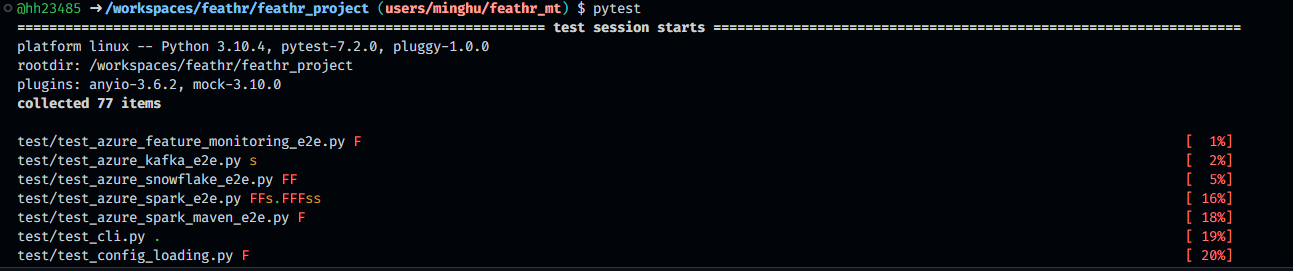 @hh23485 ➜ /workspaces/feathr/feathr_project (users/minghu/feathr_mt) $ pytest
================================================================== test session starts ==================================================================
platform linux -- Python 3.10.4, pytest-7.2.0, pluggy-1.0.0
rootdir: /workspaces/feathr/feathr_project
plugins: anyio-3.6.2, mock-3.10.0
collected 77 items
test/test_azure_feature_monitoring_e2e.py F [  1%]
test/test_azure_kafka_e2e.py s [  2%]
test/test_azure_snowflake_e2e.py FF [  5%]
test/test_azure_spark_e2e.py FFs.FFFss [ 16%]
test/test_azure_spark_maven_e2e.py F [ 18%]
test/test_cli.py . [ 19%]
test/test_config_loading.py F [ 20%]